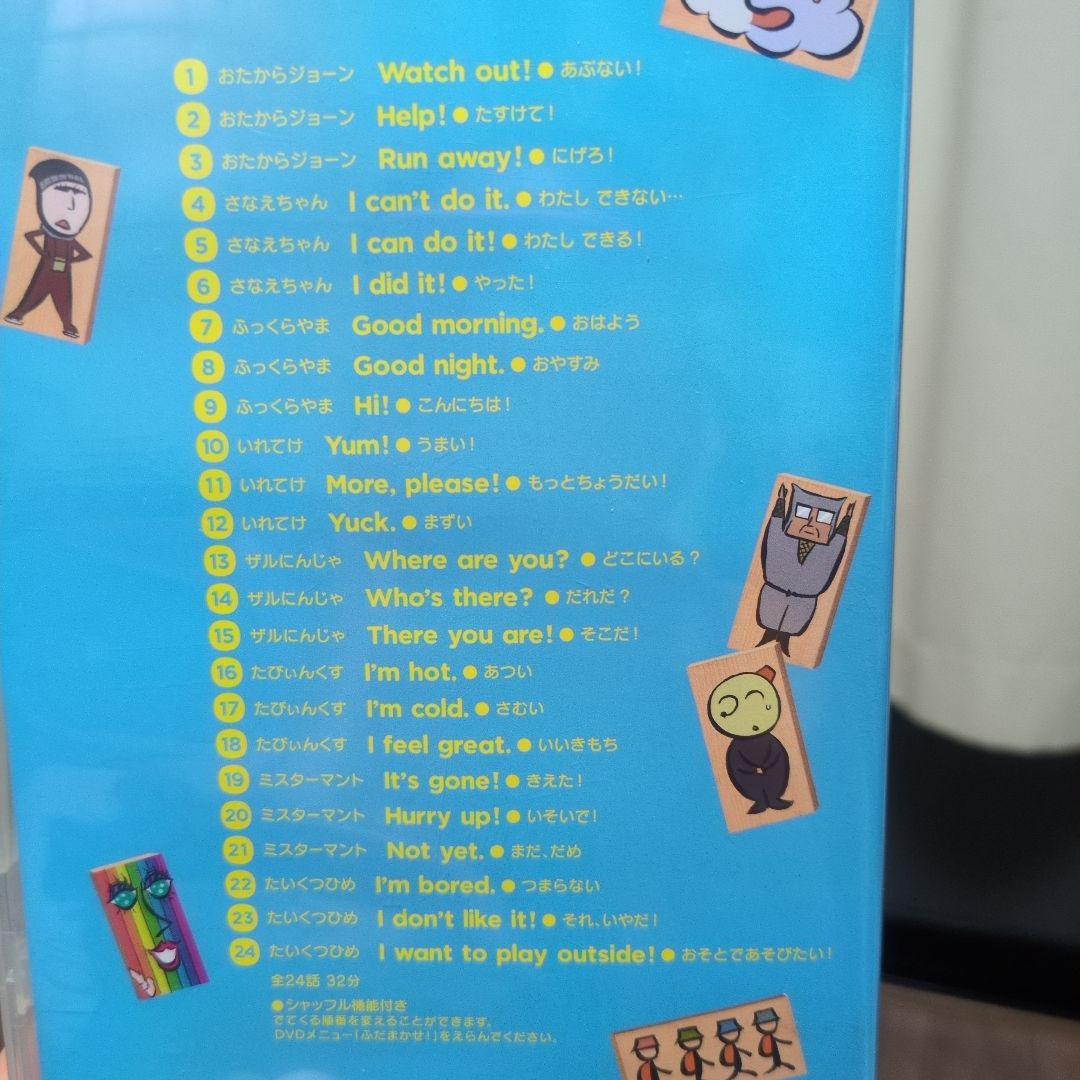 1 おたからジョーン Watch out!●あぶない!
2 おたからジョーン Help!●たすけて!
3 おたからジョーン Run away!●にげろ!
4 さなえちゃん I can't do it.●わたし できない…
5 さなえちゃん I can do it!●わたし できる!
6 さなえちゃん I did it!●やった!
7 ふっくらやま Good morning.●おはよう
8 ふっくらやま Good night.●おやすみ
9 ふっくらやま Hi!●こんにちは!
10 いれてけ Yum!●うまい!
11 いれてけ More, please!●もっとちょうだい!
12 いれてけ Yuck.●まずい
13 ザルにんじゃ Where are you?●どこにいる?
14 ザルにんじゃ Who's there?●だれだ?
15 ザルにんじゃ There you are!●そこだ!
16 たびぃんくす I'm hot.●あつい
17 たびぃんくす I'm cold.●さむい
18 たびぃんくす I feel great.●いいきもち
19 ミスターマント It's gone!●きえた!
20 ミスターマント Hurry up!●いそいで!
21 ミスターマント Not yet.●まだ、だめ
22 たいくつひめ I'm bored.●つまらない
23 たいくつひめ I don't like it!●それ、いやだ!
24 たいくつひめ I want to play outside!●おそとであそびたい!
全24話 32分
●シャッフル機能付き
でてくる順番を変えることができます。
DVDメニュー「ふだまかせ!」をえらんでください。